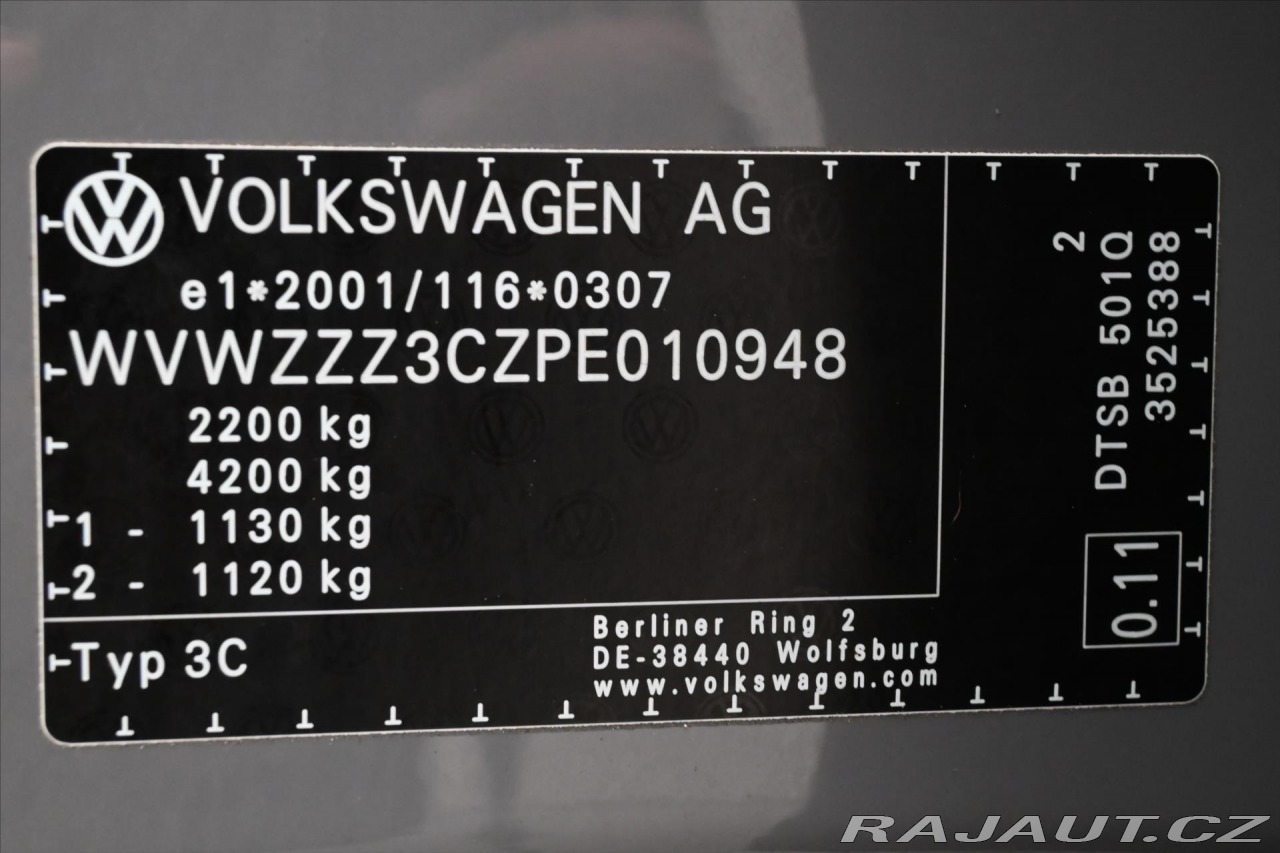 VOLKSWAGEN AG
e1*2001/116*0307
WVWZZZ3CZPE010948
2200 kg
4200 kg
1 - 1130 kg
2 - 1120 kg
Typ 3C
Berliner Ring 2
DE-38440 Wolfsburg
www.volkswagen.com
2
DTSB 501Q
3525388
0.11
RAJAUT.CZ